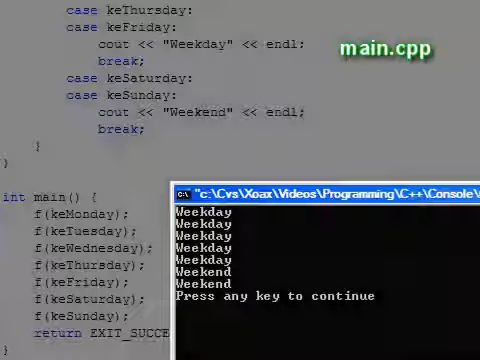 case keThursday:
case keFriday:
cout << "Weekday" << endl;
break;
case keSaturday:
case keSunday:
cout << "Weekend" << endl;
break;
}
}
main.cpp
int main() {
f(keMonday);
f(keTuesday);
f(keWednesday);
f(keThursday);
f(keFriday);
f(keSaturday);
f(keSunday);
return EXIT_SUCCE
}
"c:\Cvs\Xoax\Videos\Programming\C++\Console\
Weekday
Weekday
Weekday
Weekday
Weekday
Weekend
Weekend
Press any key to continue